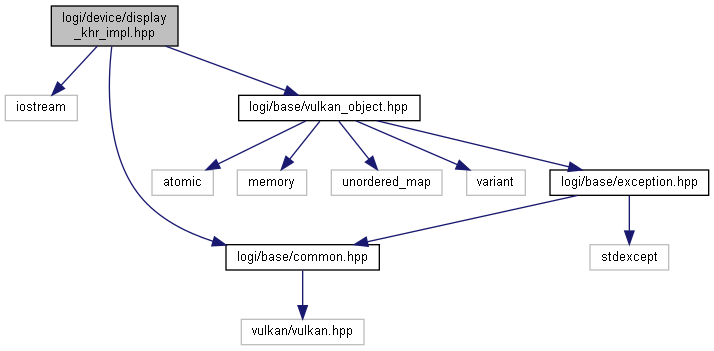 logi/device/display
_khr_impl.hpp
iostream
logi/base/vulkan_object.hpp
atomic
memory
unordered_map
variant
logi/base/exception.hpp
logi/base/common.hpp
stdexcept
vulkan/vulkan.hpp